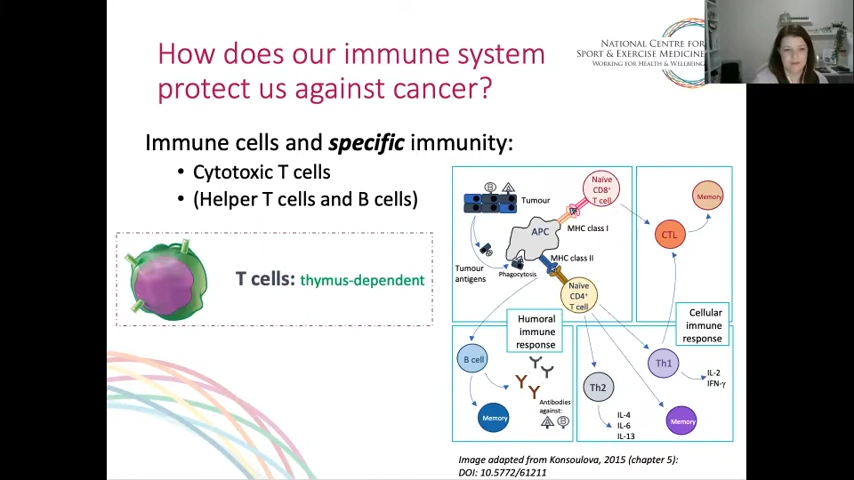 How does our immune system
protect us against cancer?
NATIONAL CENTRE FOR
SPORT & EXERCISE MEDICINE
WORKING FOR HEALTH & WELLBEING
Immune cells and specific immunity:
• Cytotoxic T cells
• (Helper T cells and B cells)
T cells: thymus-dependent
B A
Tumour
Naïve
CD8+
T cell
Memory
APC
MHC class I
CTL
MHC class II
Tumour
antigens
Phagocytosis
Naïve
CD4+
T cell
Humoral
immune
response
Cellular
immune
response
B cell
Th1
IL-2
IFN-γ
Th2
Antibodies
against:
A B
Memory
IL-4
IL-6
IL-13
Memory
Image adapted from Konsoulova, 2015 (chapter 5):
DOI: 10.5772/61211